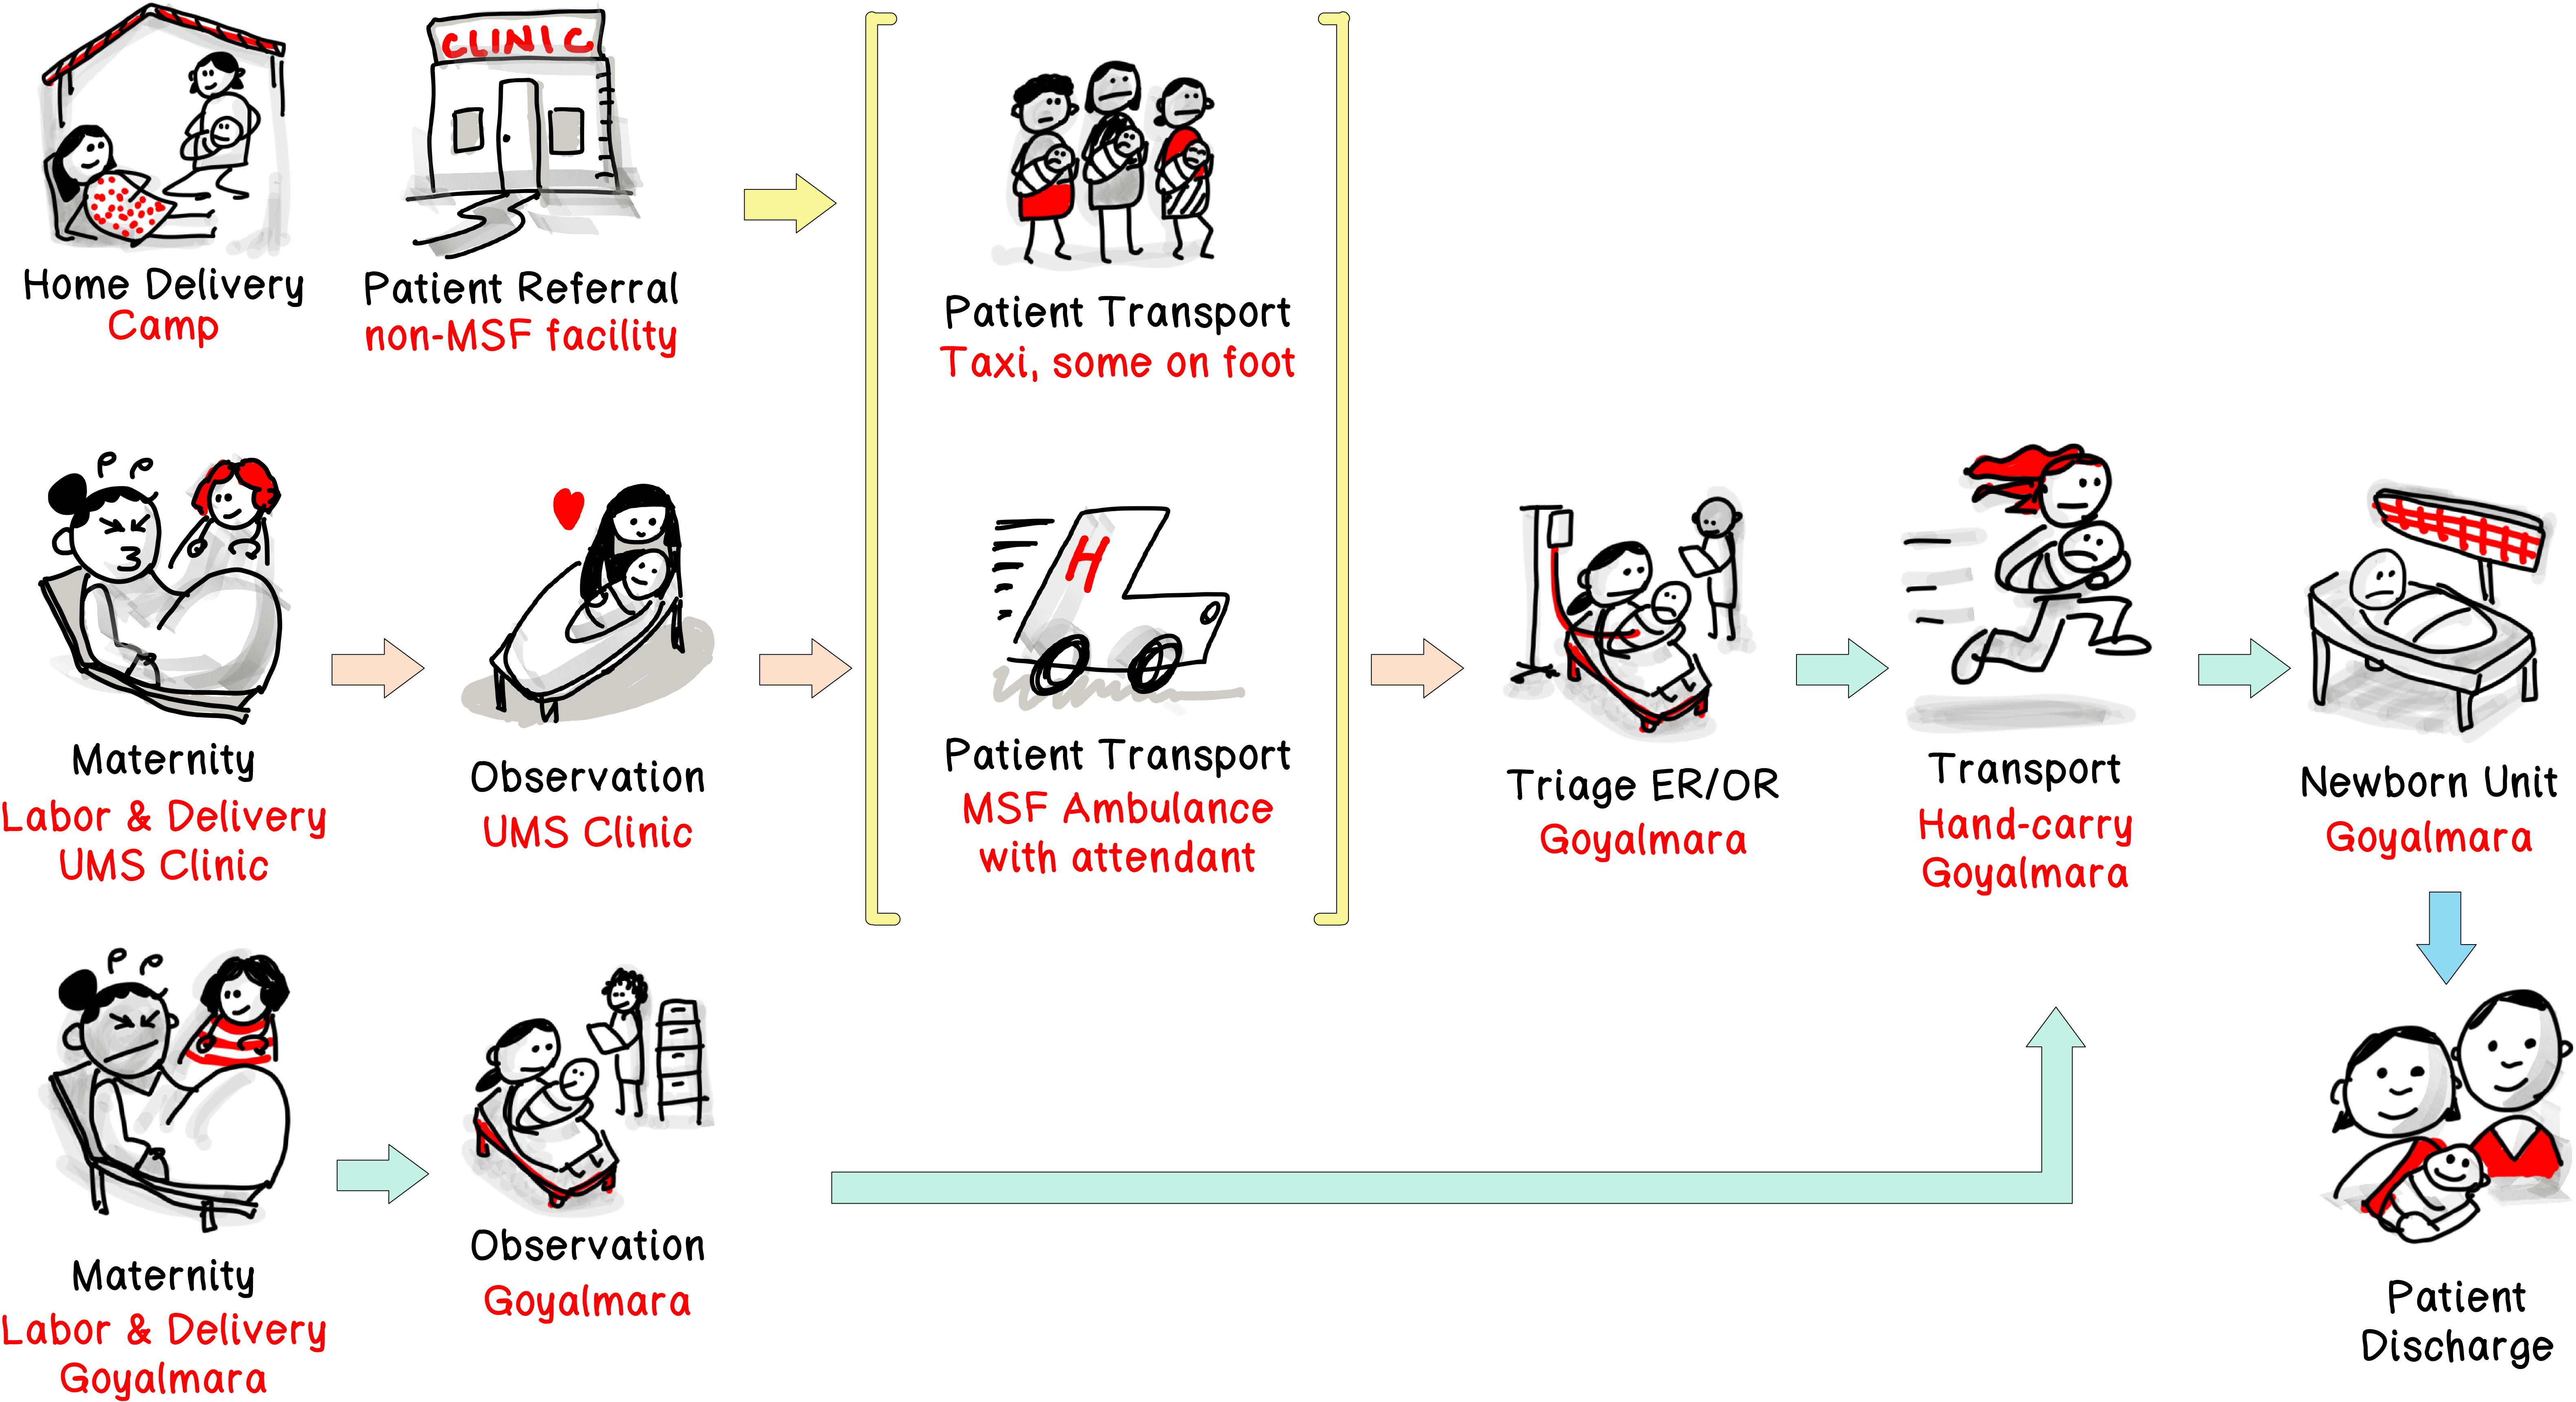 CLINIC
Home Delivery
Camp
Patient Referral
non-MSF facility
Patient Transport
Taxi, some on foot
Maternity
Labor & Delivery
UMS Clinic
Observation
UMS Clinic
H
Patient Transport
MSF Ambulance
with attendant
Triage ER/OR
Goyalmara
Transport
Hand-carry
Goyalmara
Newborn Unit
Goyalmara
Maternity
Labor & Delivery
Goyalmara
Observation
Goyalmara
Patient
Discharge